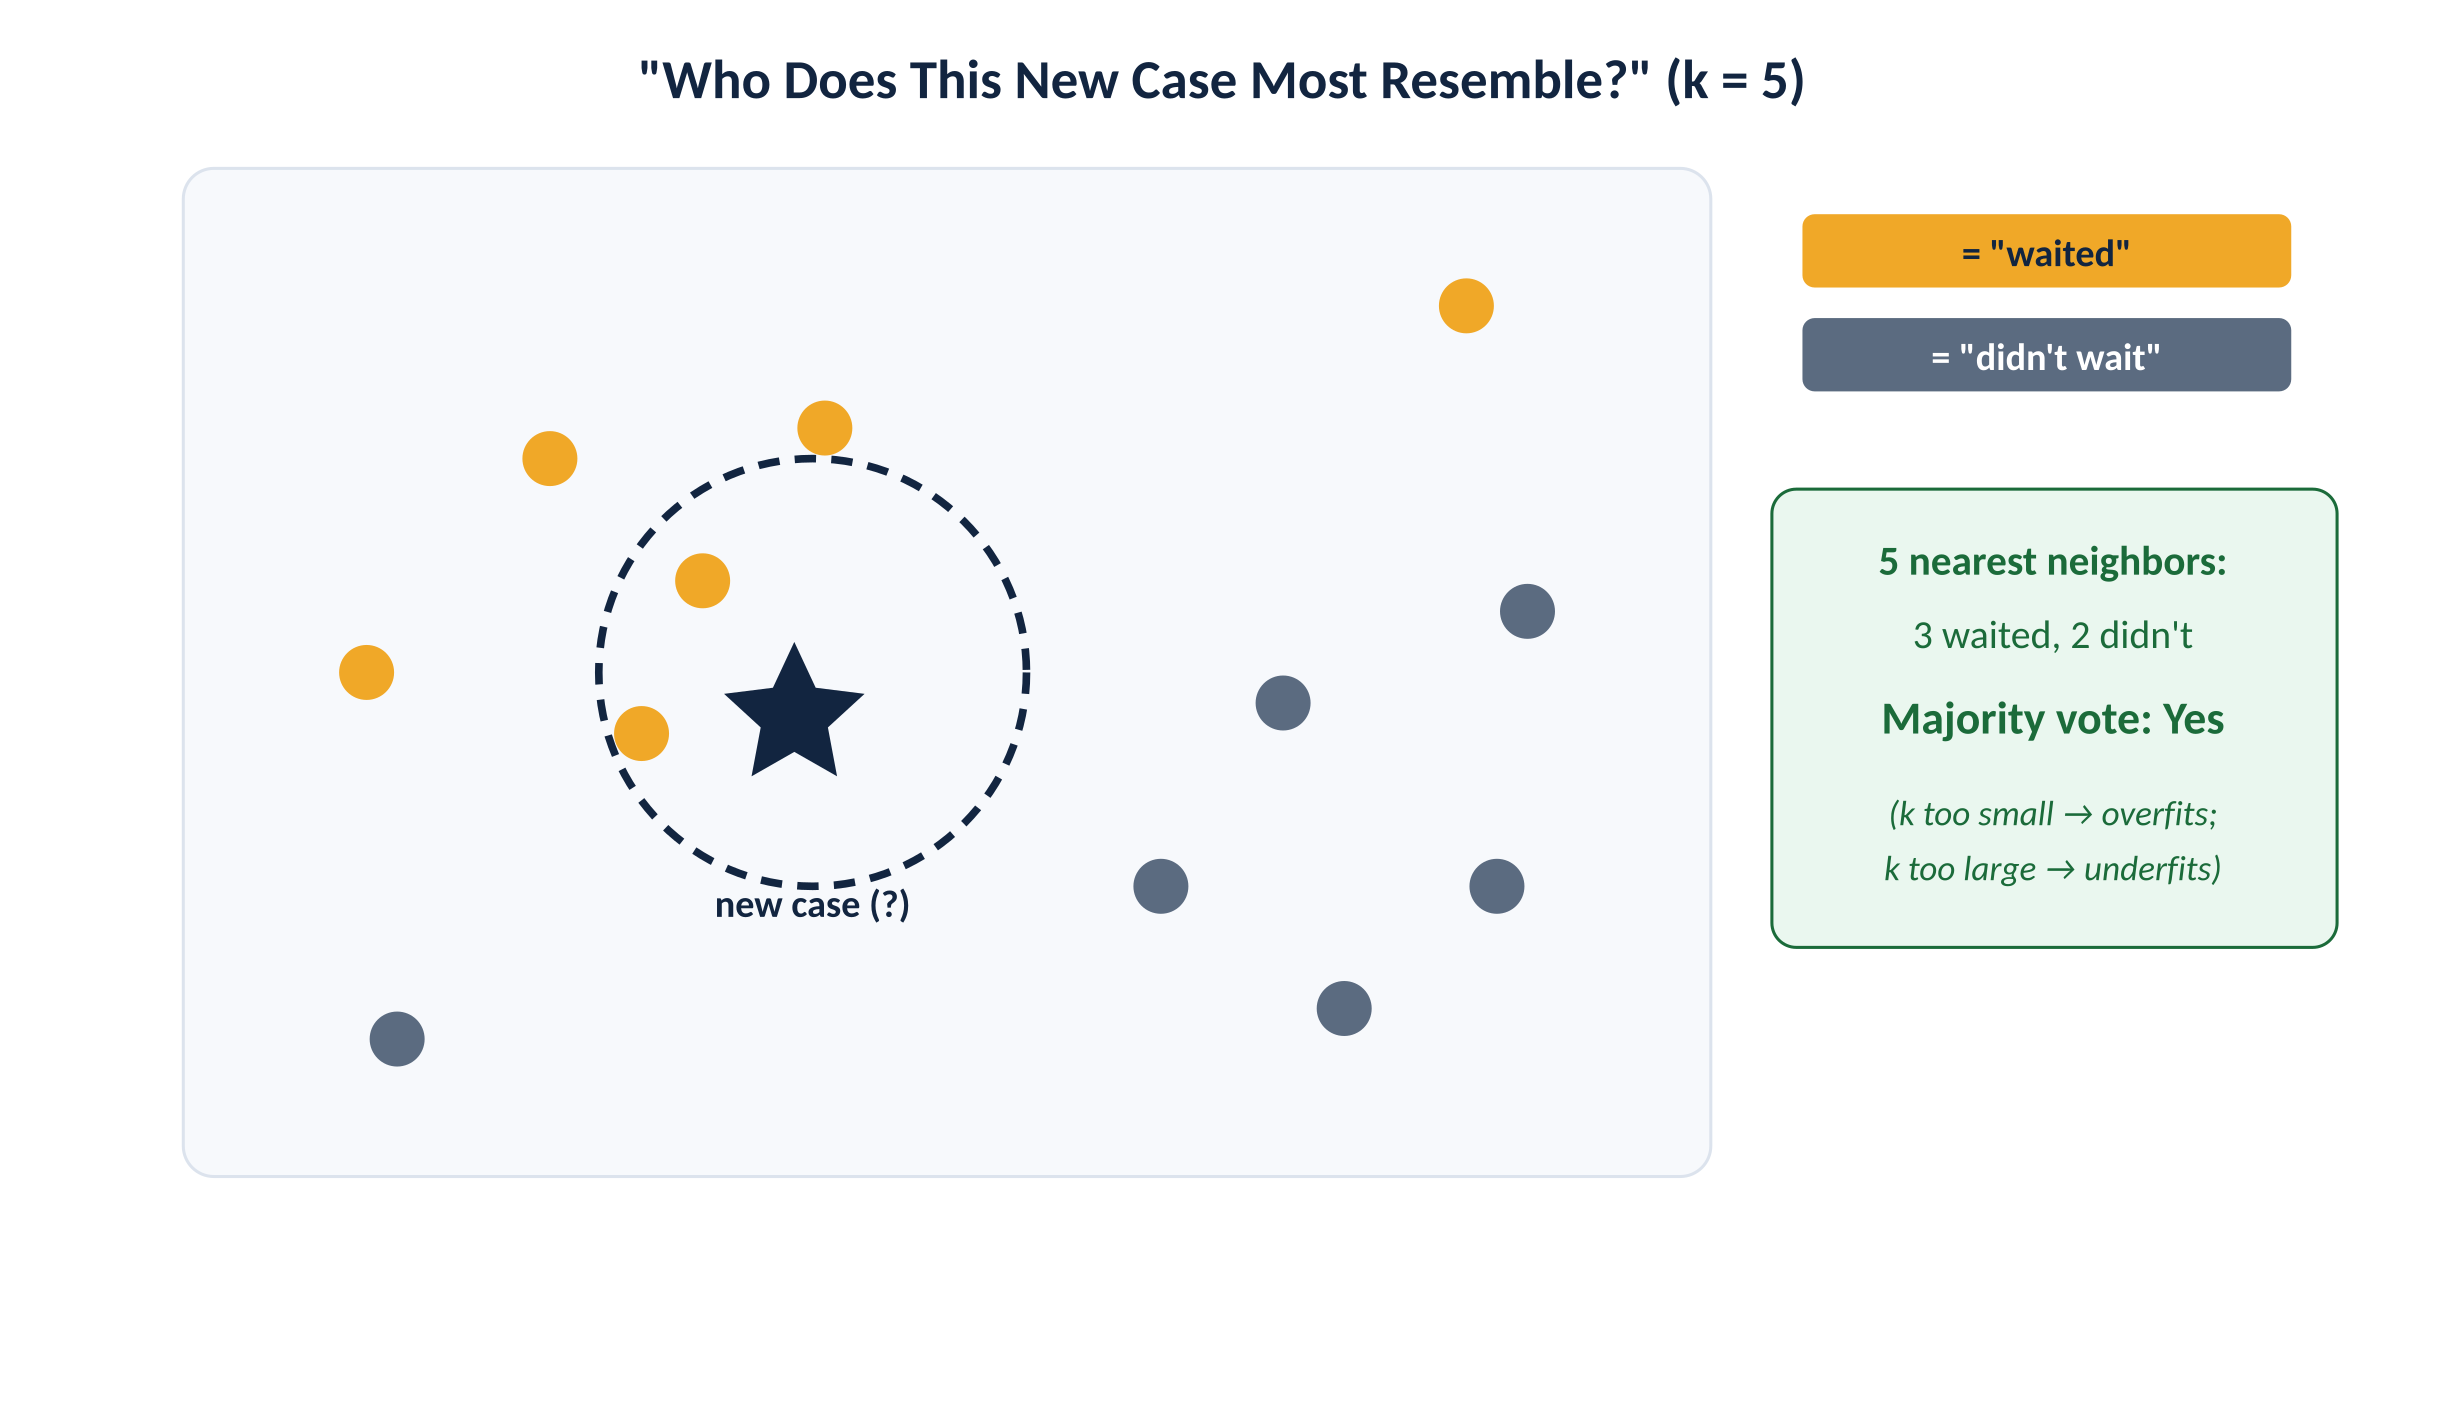 "Who Does This New Case Most Resemble?" (k = 5)
= "waited"
= "didn't wait"
5 nearest neighbors:
3 waited, 2 didn't
Majority vote: Yes
(k too small → overfits;
k too large → underfits)
new case (?)